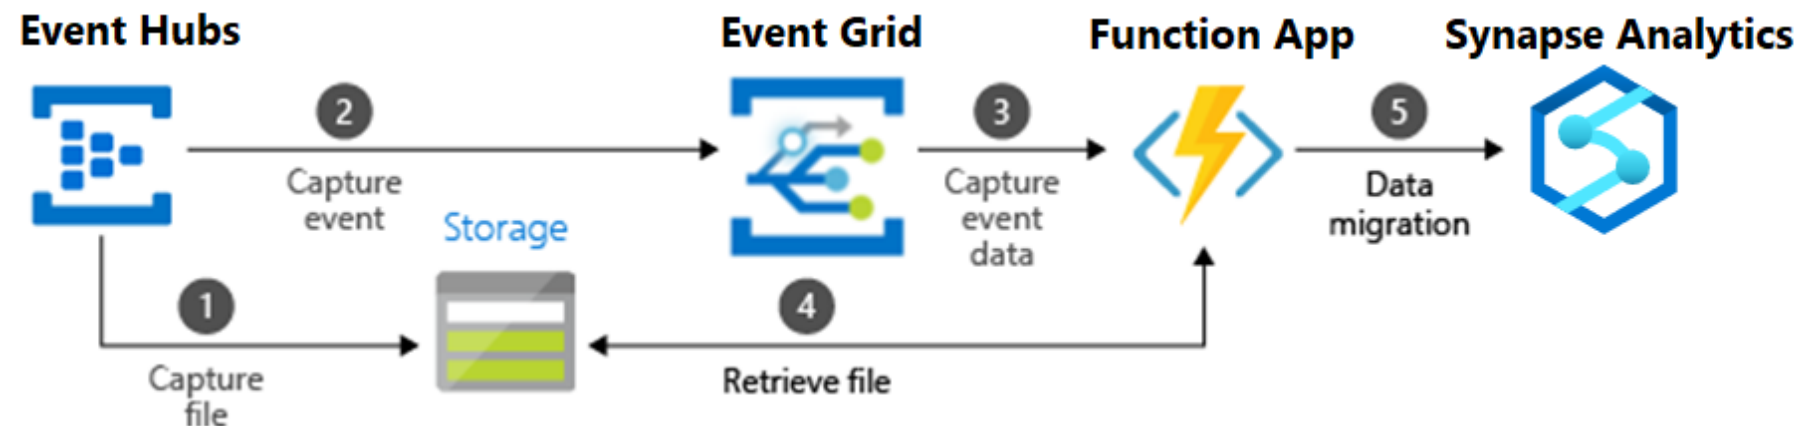 Event Hubs
Event Grid
Function App
Synapse Analytics
2
Capture
event
3
Capture
event
data
5
Data
migration
Storage
1
Capture
file
4
Retrieve file